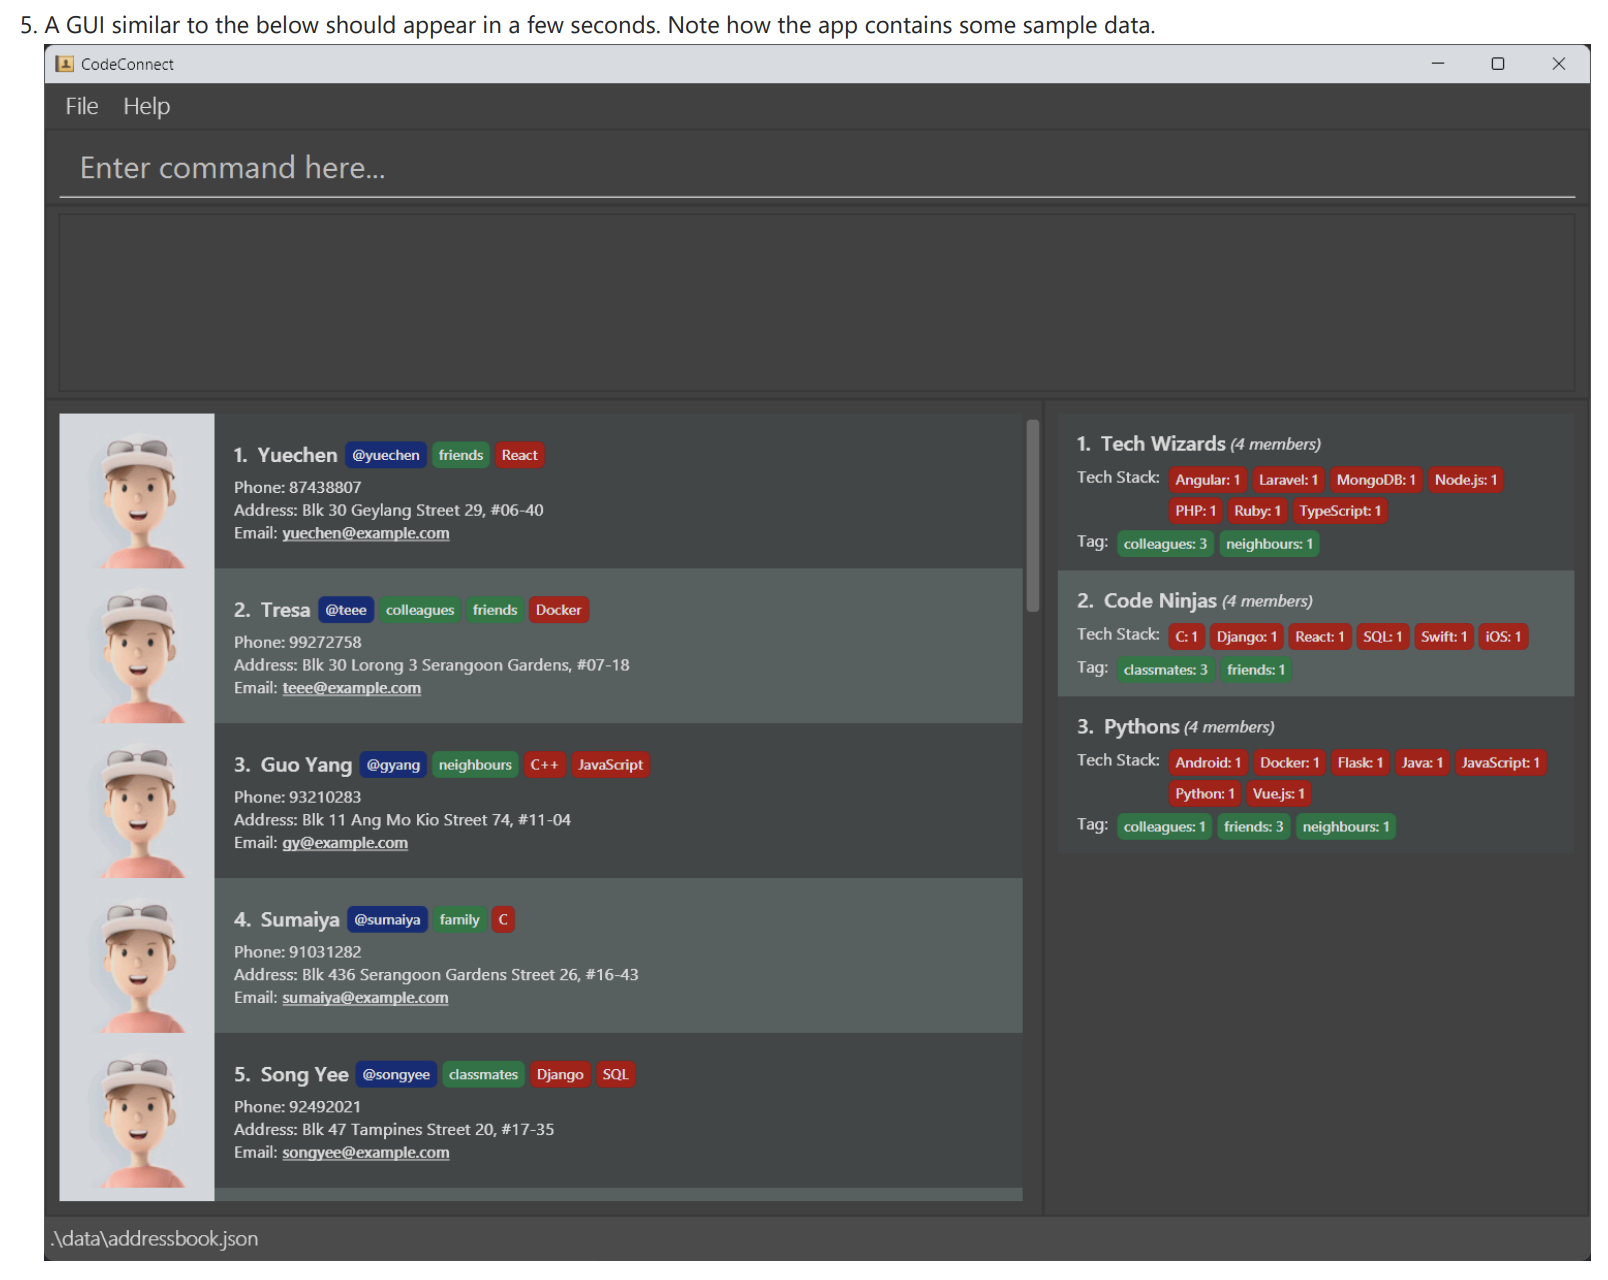 5. A GUI similar to the below should appear in a few seconds. Note how the app contains some sample data.
CodeConnect
File Help
Enter command here...
1. Yuechen @yuechen friends React
Phone: 87438807
Address: Blk 30 Geylang Street 29, #06-40
Email: yuechen@example.com
2. Tresa @teee colleagues friends Docker
Phone: 99272758
Address: Blk 30 Lorong 3 Serangoon Gardens, #07-18
Email: teee@example.com
3. Guo Yang @gyang neighbours C++ JavaScript
Phone: 93210283
Address: Blk 11 Ang Mo Kio Street 74, #11-04
Email: gy@example.com
4. Sumaiya @sumaiya family C
Phone: 91031282
Address: Blk 436 Serangoon Gardens Street 26, #16-43
Email: sumaiya@example.com
5. Song Yee @songyee classmates Django SQL
Phone: 92492021
Address: Blk 47 Tampines Street 20, #17-35
Email: songyee@example.com
1. Tech Wizards (4 members)
Tech Stack: Angular: 1 Laravel: 1 MongoDB: 1 Node.js: 1
PHP: 1 Ruby: 1 TypeScript: 1
Tag: colleagues: 3 neighbours: 1
2. Code Ninjas (4 members)
Tech Stack: C: 1 Django: 1 React: 1 SQL: 1 Swift: 1 iOS: 1
Tag: classmates: 3 friends: 1
3. Pythons (4 members)
Tech Stack: Android: 1 Docker: 1 Flask: 1 Java: 1 JavaScript: 1
Python: 1 Vue.js: 1
Tag: colleagues: 1 friends: 3 neighbours: 1
.\data\addressbook.json